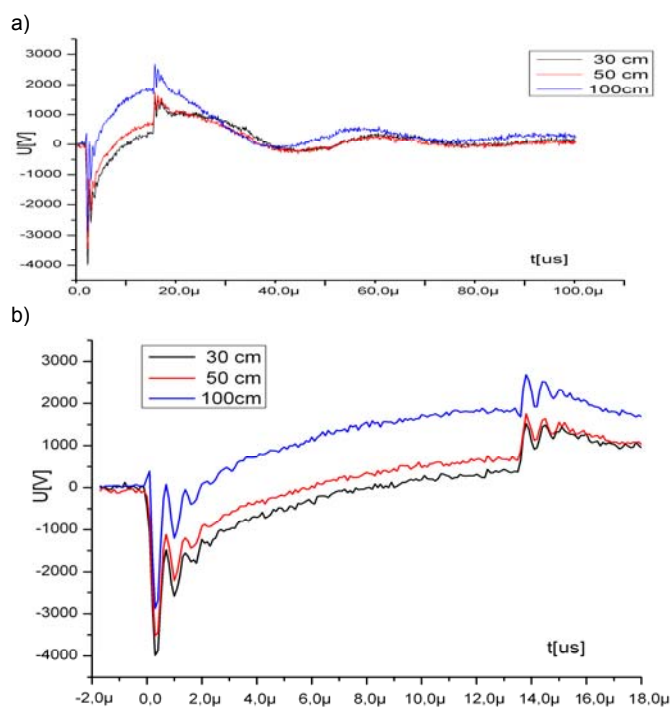 a)
3000
2000
1000
0
-1000
-2000
-3000
-4000
U[V]
30 cm
50 cm
100cm
t[us]
0,0
20,0µ
40,0µ
60,0µ
80,0µ
100,0µ
b)
3000
2000
1000
0
-1000
-2000
-3000
-4000
U[V]
30 cm
50 cm
100cm
t[us]
-2,0µ
0,0
2,0µ
4,0µ
6,0µ
8,0µ
10,0µ
12,0µ
14,0µ
16,0µ
18,0µ